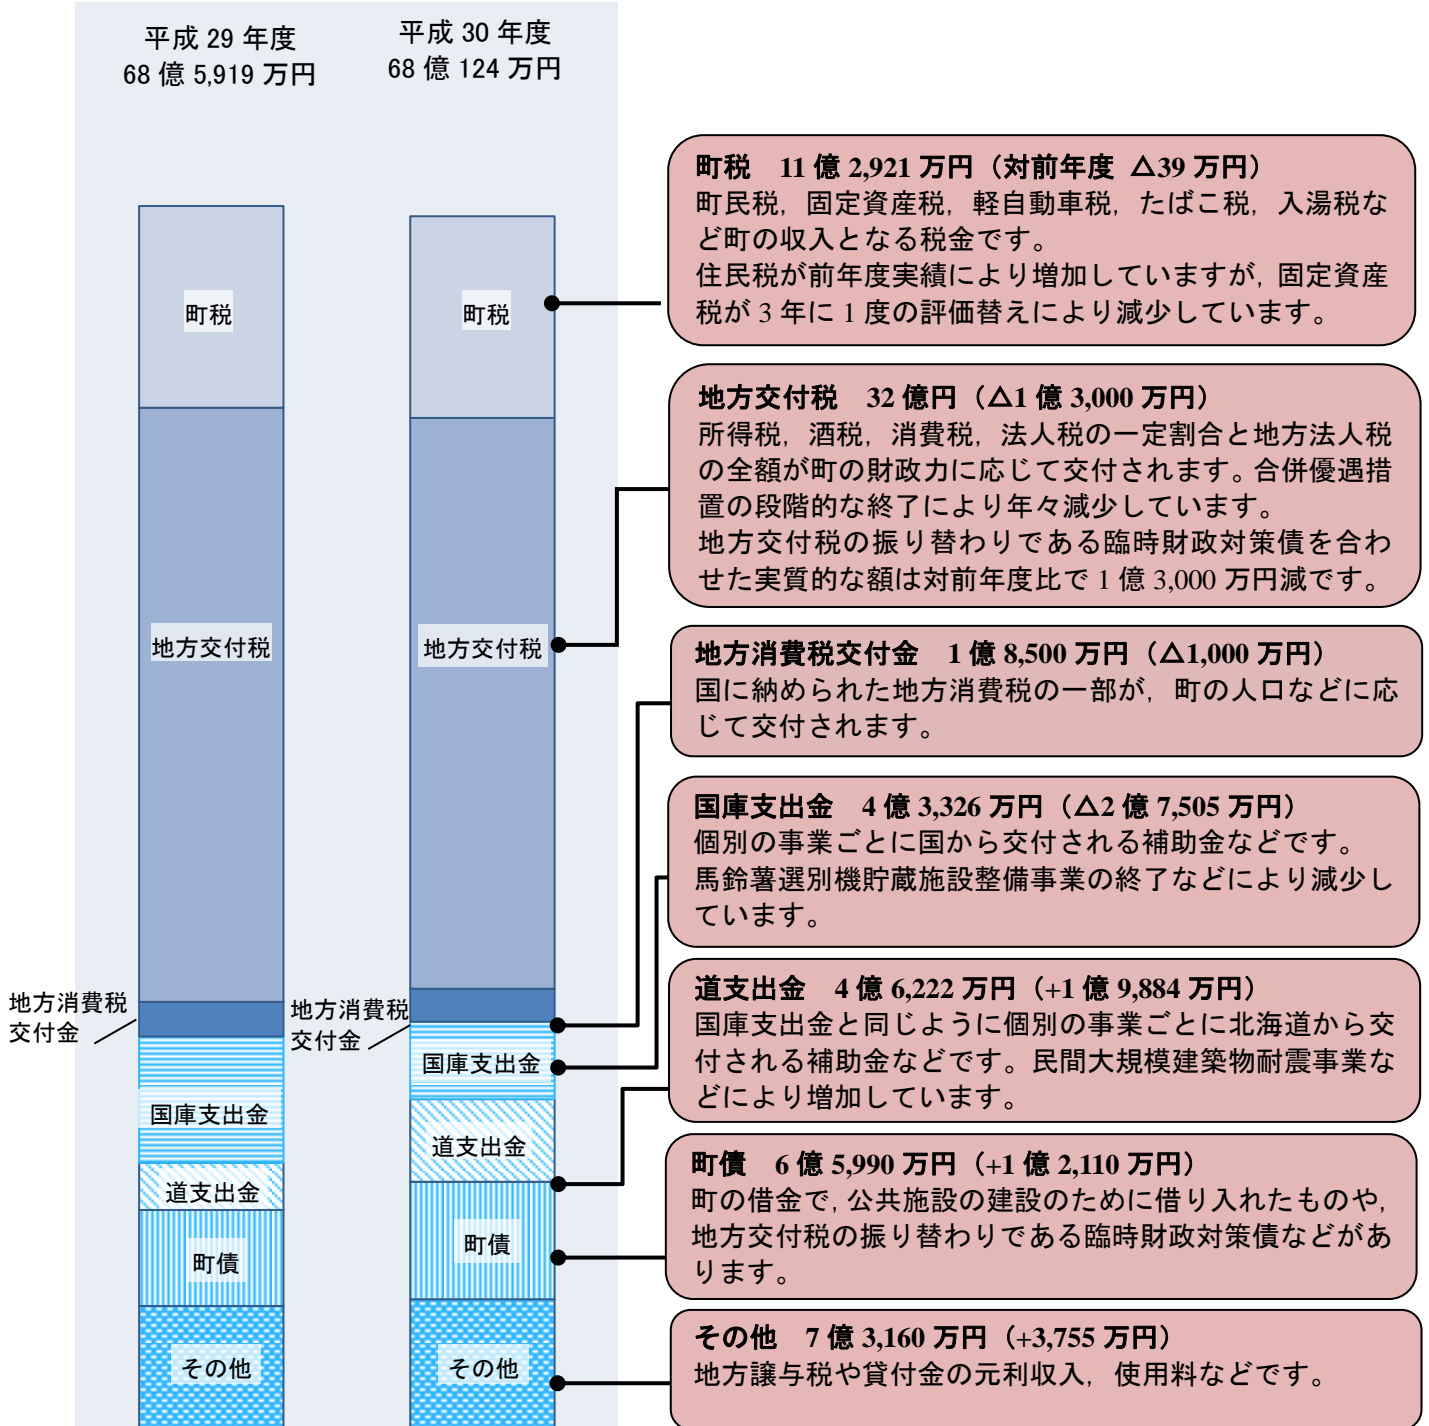 平成 29 年度
68 億 5,919 万円
平成 30 年度
68 億 124 万円
町税
地方交付税
地方消費税
交付金
国庫支出金
道支出金
町債
その他
町税
地方交付税
地方消費税
交付金
国庫支出金
道支出金
町債
その他
町税　11 億 2,921 万円（対前年度 △39 万円）
町民税，固定資産税，軽自動車税，たばこ税，入湯税な
ど町の収入となる税金です。
住民税が前年度実績により増加していますが，固定資産
税が 3 年に 1 度の評価替えにより減少しています。
地方交付税　32 億円（△1 億 3,000 万円）
所得税，酒税，消費税，法人税の一定割合と地方法人税
の全額が町の財政力に応じて交付されます。合併優遇措
置の段階的な終了により年々減少しています。
地方交付税の振り替わりである臨時財政対策債を合わ
せた実質的な額は対前年度比で 1 億 3,000 万円減です。
地方消費税交付金　1 億 8,500 万円（△1,000 万円）
国に納められた地方消費税の一部が，町の人口などに応
じて交付されます。
国庫支出金　4 億 3,326 万円（△2 億 7,505 万円）
個別の事業ごとに国から交付される補助金などです。
馬鈴薯選別機貯蔵施設整備事業の終了などにより減少し
ています。
道支出金　4 億 6,222 万円（+1 億 9,884 万円）
国庫支出金と同じように個別の事業ごとに北海道から交
付される補助金などです。民間大規模建築物耐震事業な
どにより増加しています。
町債　6 億 5,990 万円（+1 億 2,110 万円）
町の借金で，公共施設の建設のために借り入れたものや，
地方交付税の振り替わりである臨時財政対策債などがあ
ります。
その他　7 億 3,160 万円（+3,755 万円）
地方譲与税や貸付金の元利収入，使用料などです。